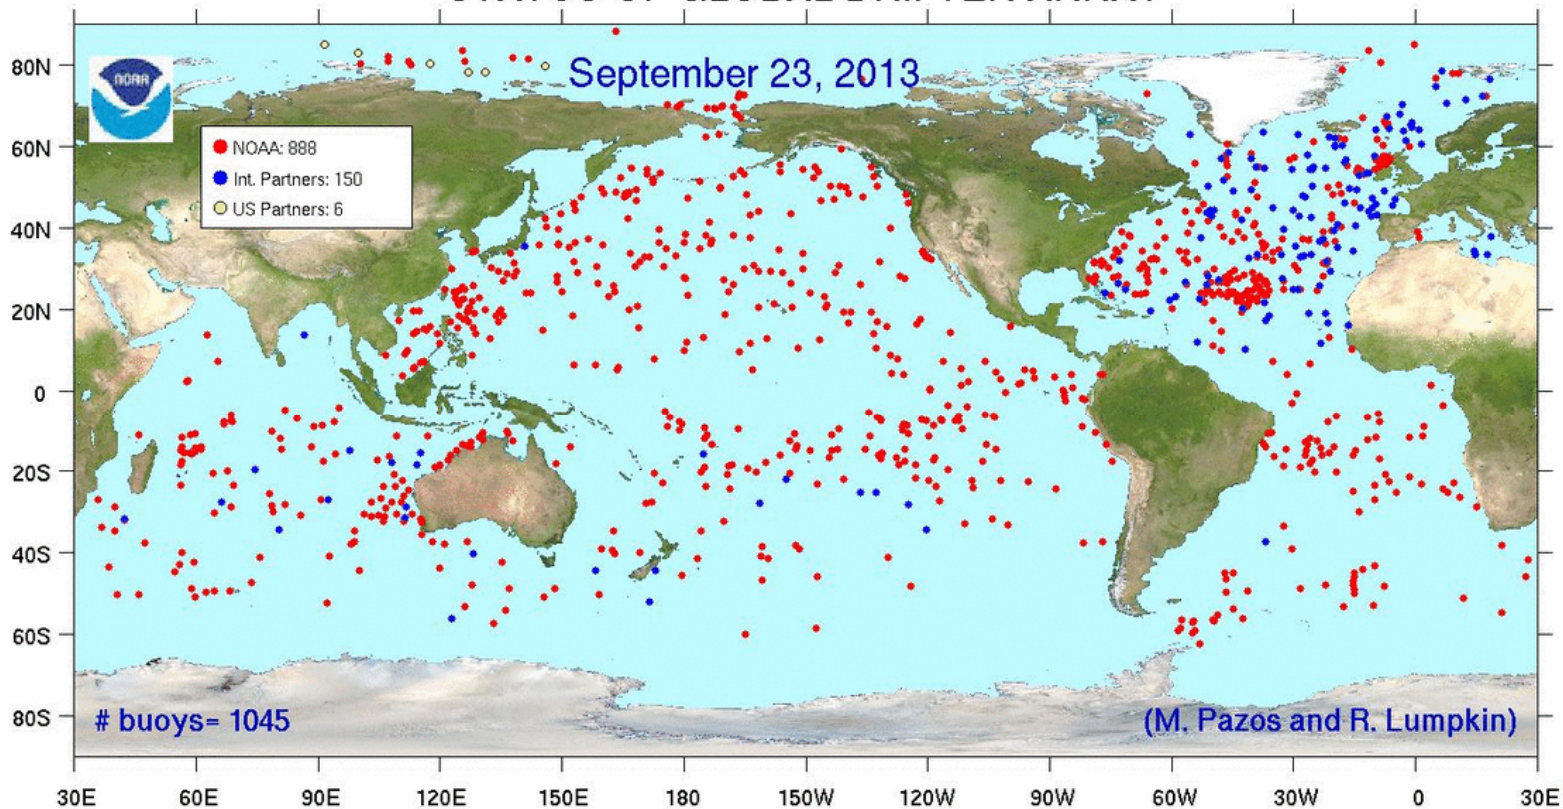 September 23, 2013
NOAA
NOAA: 888
Int. Partners: 150
US Partners: 6
80N
60N
40N
20N
0
20S
40S
60S
80S
# buoys= 1045
(M. Pazos and R. Lumpkin)
30E 60E 90E 120E 150E 180 150W 120W 90W 60W 30W 0 30E